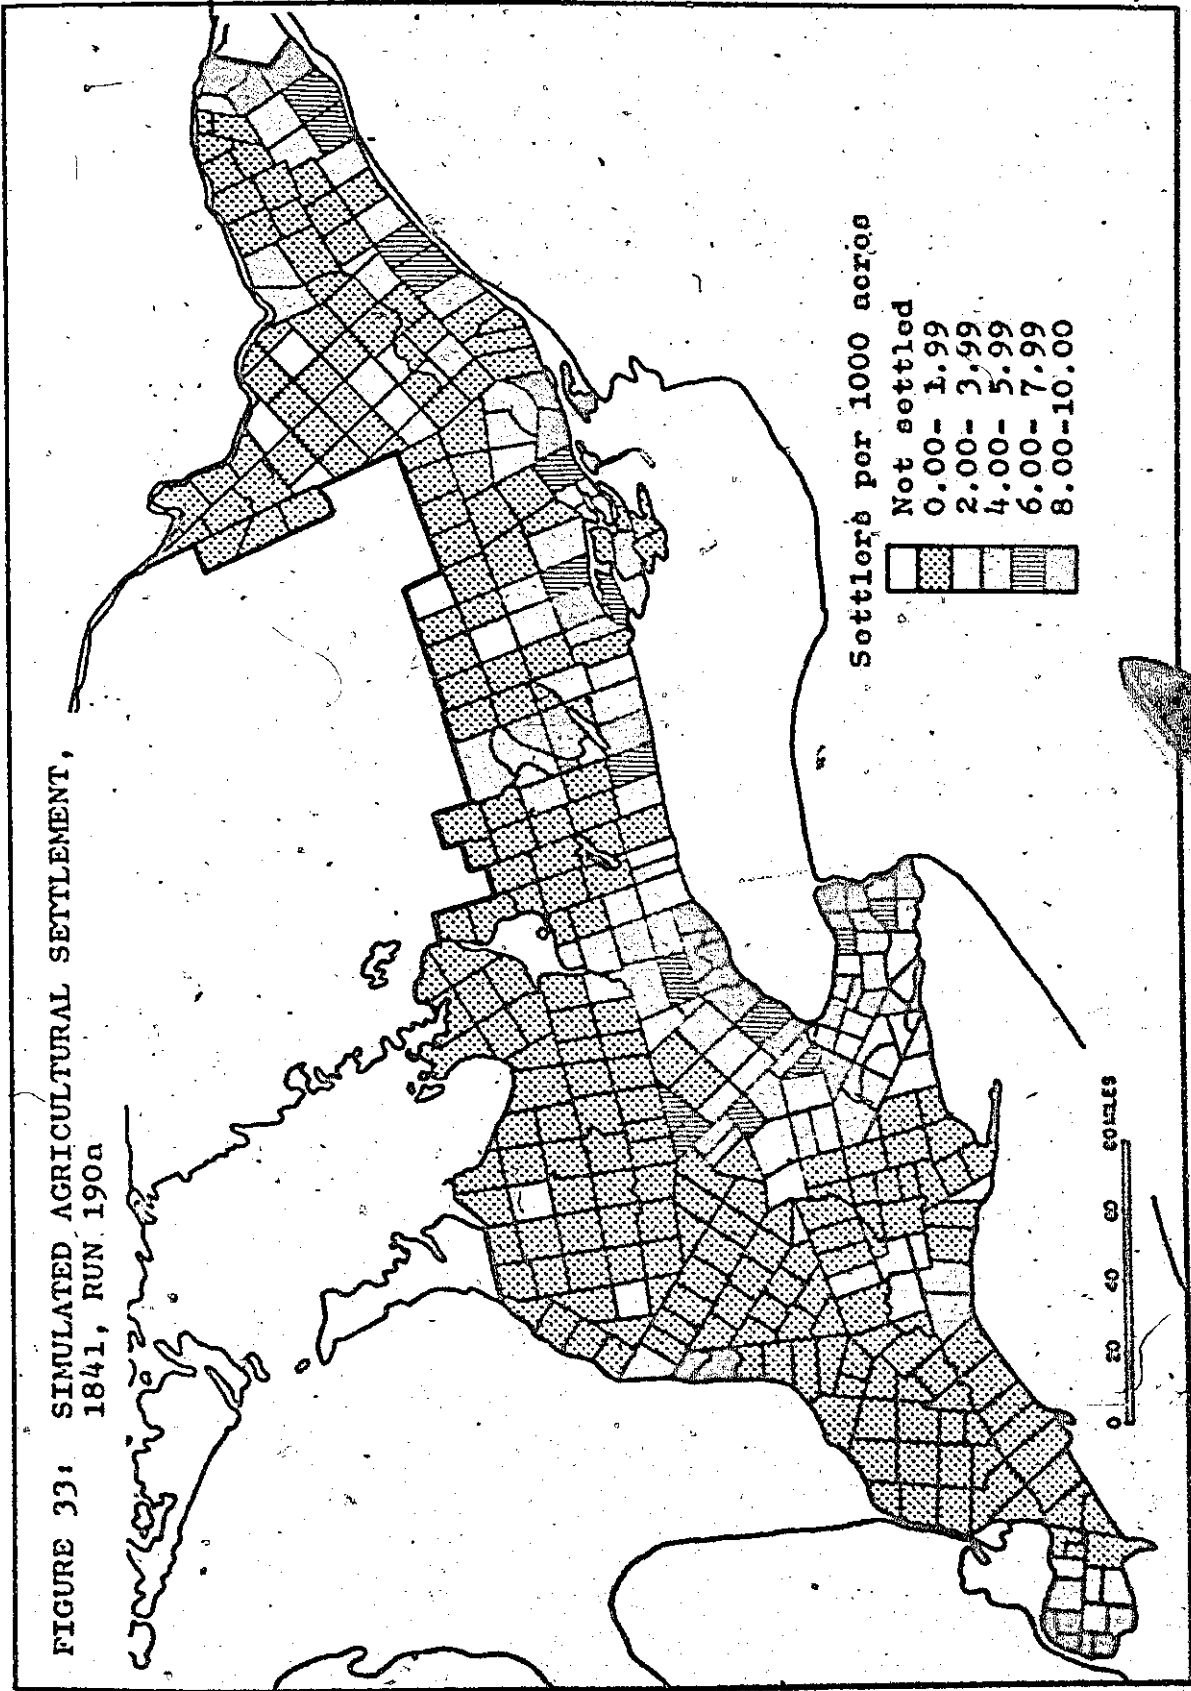 FIGURE 33: SIMULATED AGRICULTURAL SETTLEMENT,
1841, RUN 190a
Settlers per 1000 acres
Not settled
0.00- 1.99
2.00- 3.99
4.00- 5.99
6.00- 7.99
8.00-10.00
0 20 40 60 80 MILES